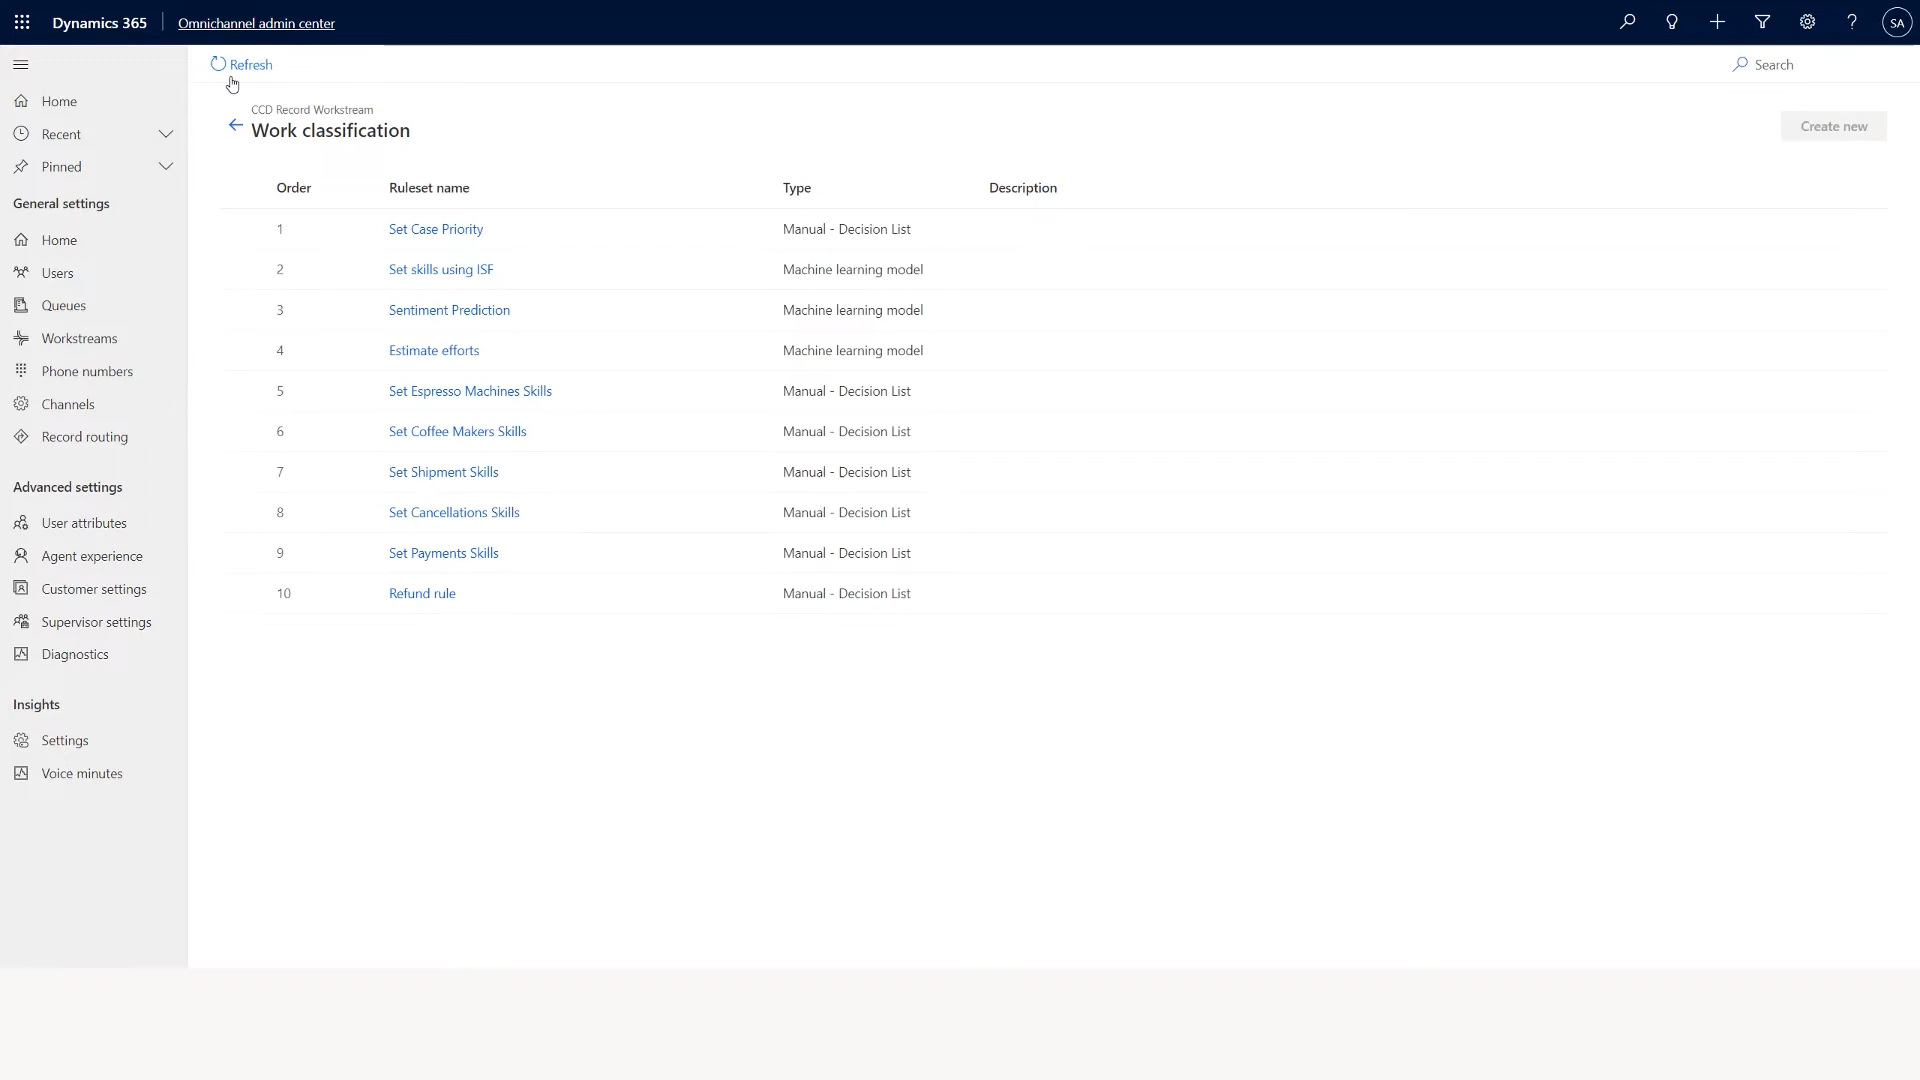 Dynamics 365
Omnichannel admin center
SA
Refresh
Search
Home
Recent
Pinned
General settings
Home
Users
Queues
Workstreams
Phone numbers
Channels
Record routing
Advanced settings
User attributes
Agent experience
Customer settings
Supervisor settings
Diagnostics
Insights
Settings
Voice minutes
CCD Record Workstream
Work classification
Create new
Order Ruleset name Type Description
1 Set Case Priority Manual - Decision List
2 Set skills using ISF Machine learning model
3 Sentiment Prediction Machine learning model
4 Estimate efforts Machine learning model
5 Set Espresso Machines Skills Manual - Decision List
6 Set Coffee Makers Skills Manual - Decision List
7 Set Shipment Skills Manual - Decision List
8 Set Cancellations Skills Manual - Decision List
9 Set Payments Skills Manual - Decision List
10 Refund rule Manual - Decision List